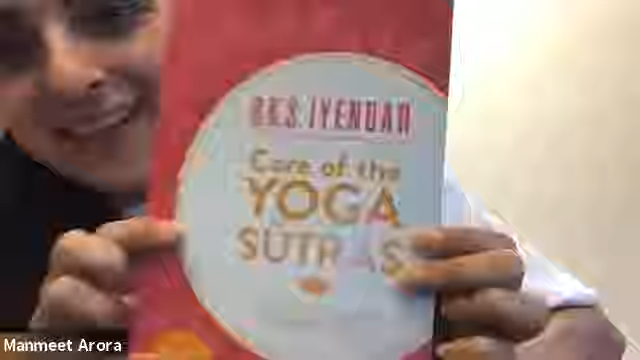 B.K.S. IYENGAR
Core of the
YOGA
SUTRAS
Manmeet Arora